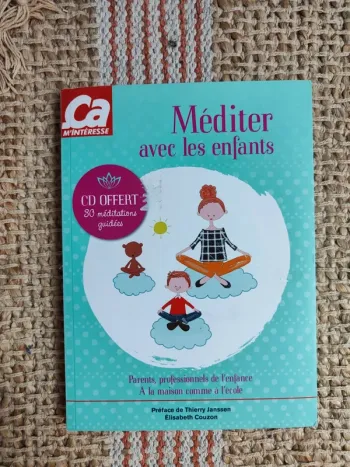 Ça
M'INTÉRESSE
Méditer
avec les enfants
CD OFFERT
30 méditations
guidées
Parents, professionnels de l'enfance
À la maison comme à l'école
Préface de Thierry Janssen
Elisabeth Couzon